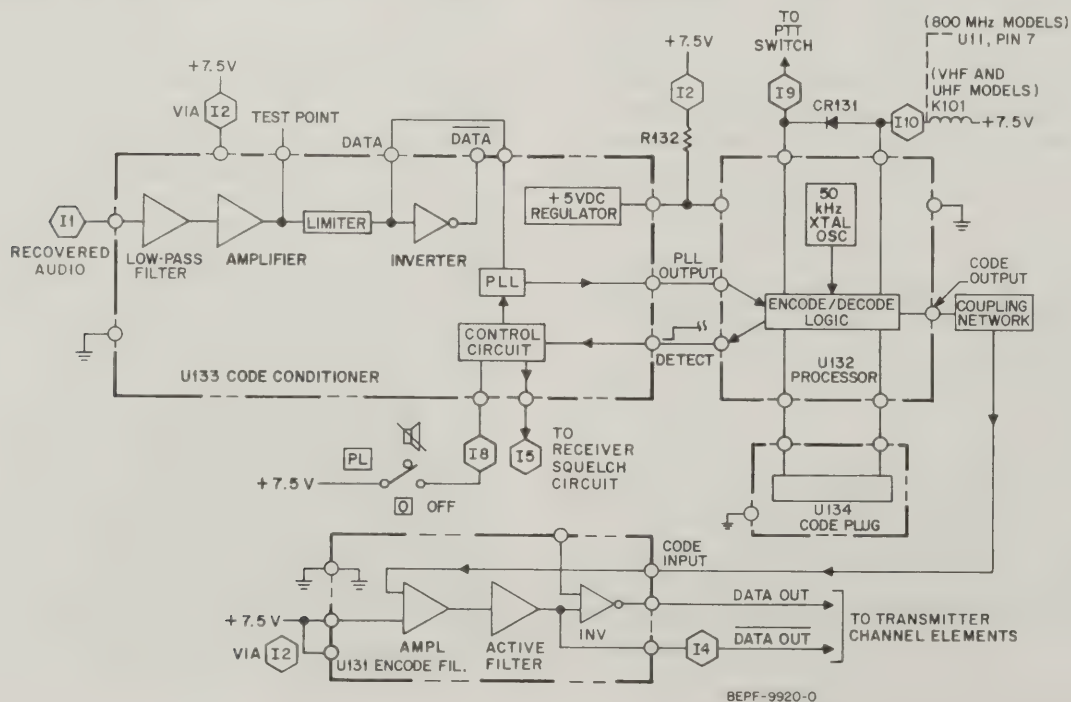 TO
PTT
SWITCH
(800 MHz MODELS)
U11, PIN 7
+7.5V
+7.5V
I9
(VHF AND
UHF MODELS)
K101
VIA I2
TEST POINT
I2
CR131
I10
+7.5V
DATA
DATA
R132
I1
RECOVERED
AUDIO
LOW-PASS
FILTER
AMPLIFIER
LIMITER
INVERTER
+5VDC
REGULATOR
50
kHz
XTAL
OSC
PLL
PLL
OUTPUT
CODE
OUTPUT
ENCODE/DECODE
LOGIC
COUPLING
NETWORK
CONTROL
CIRCUIT
DETECT
U133 CODE CONDITIONER
U132
PROCESSOR
PL
I8
I5
TO
RECEIVER
SQUELCH
CIRCUIT
+7.5V
O OFF
U134
CODE PLUG
CODE
INPUT
+7.5V
VIA I2
AMPL
ACTIVE
FILTER
INV
U131 ENCODE FIL.
DATA OUT
I4
DATA OUT
TO TRANSMITTER
CHANNEL ELEMENTS
BEPF-9920-O